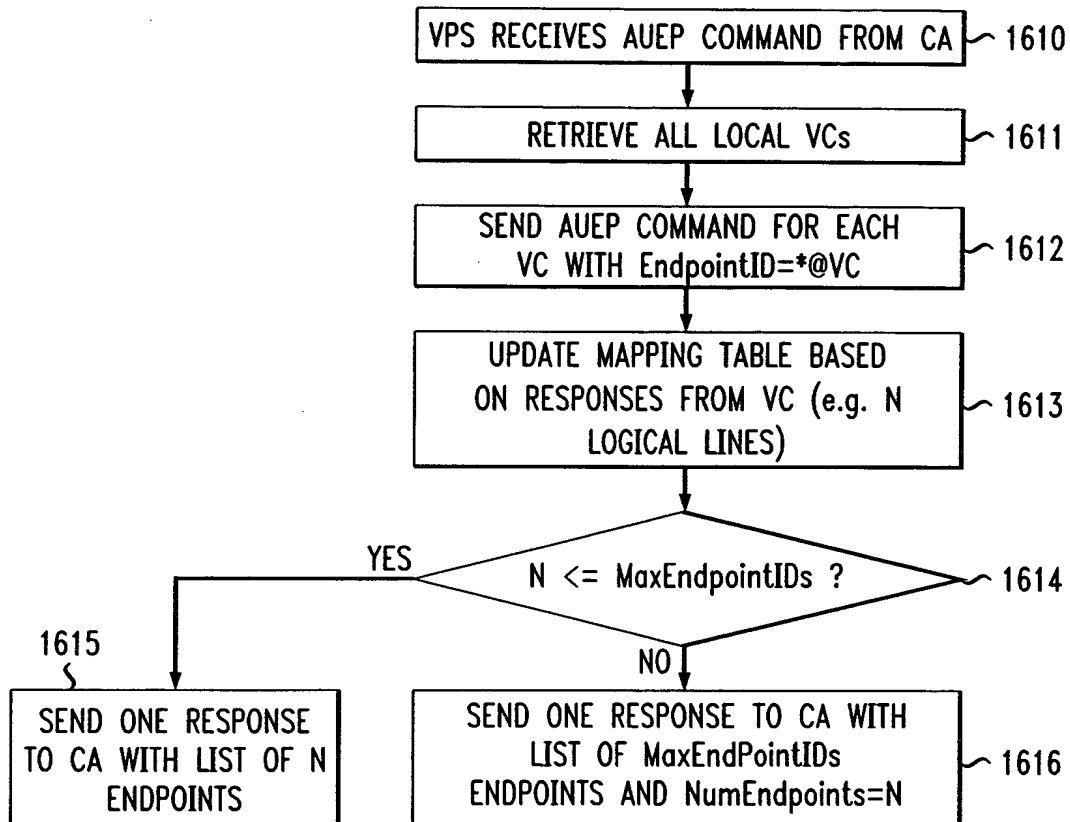 VPS RECEIVES AUEP COMMAND FROM CA
1610
RETRIEVE ALL LOCAL VCs
1611
SEND AUEP COMMAND FOR EACH
VC WITH EndpointID=*@VC
1612
UPDATE MAPPING TABLE BASED
ON RESPONSES FROM VC (e.g. N
LOGICAL LINES)
1613
YES
N <= MaxEndpointIDs ?
1614
NO
1615
SEND ONE RESPONSE
TO CA WITH LIST OF N
ENDPOINTS
SEND ONE RESPONSE TO CA WITH
LIST OF MaxEndPointIDs
ENDPOINTS AND NumEndpoints=N
1616